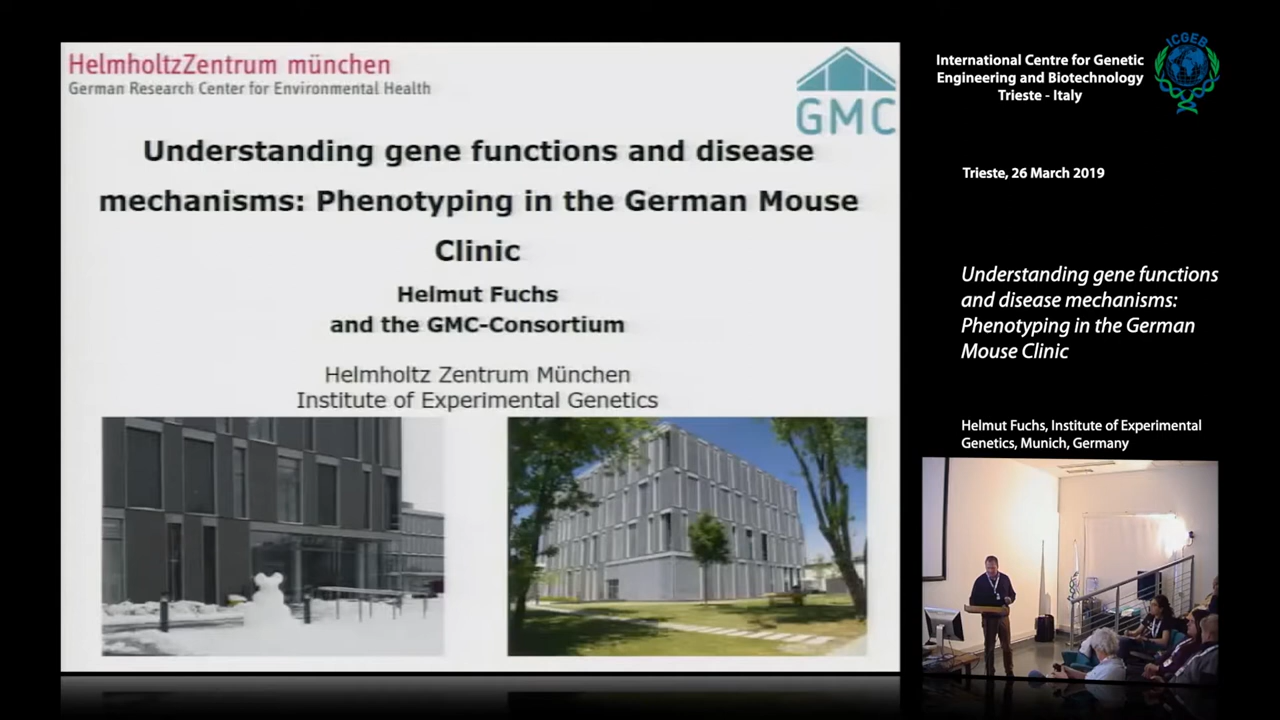 HelmholtzZentrum münchen
German Research Center for Environmental Health
GMC
Understanding gene functions and disease
mechanisms: Phenotyping in the German Mouse
Clinic
Helmut Fuchs
and the GMC-Consortium
Helmholtz Zentrum München
Institute of Experimental Genetics
International Centre for Genetic
Engineering and Biotechnology
Trieste - Italy
ICGEB
Trieste, 26 March 2019
Understanding gene functions
and disease mechanisms:
Phenotyping in the German
Mouse Clinic
Helmut Fuchs, Institute of Experimental
Genetics, Munich, Germany